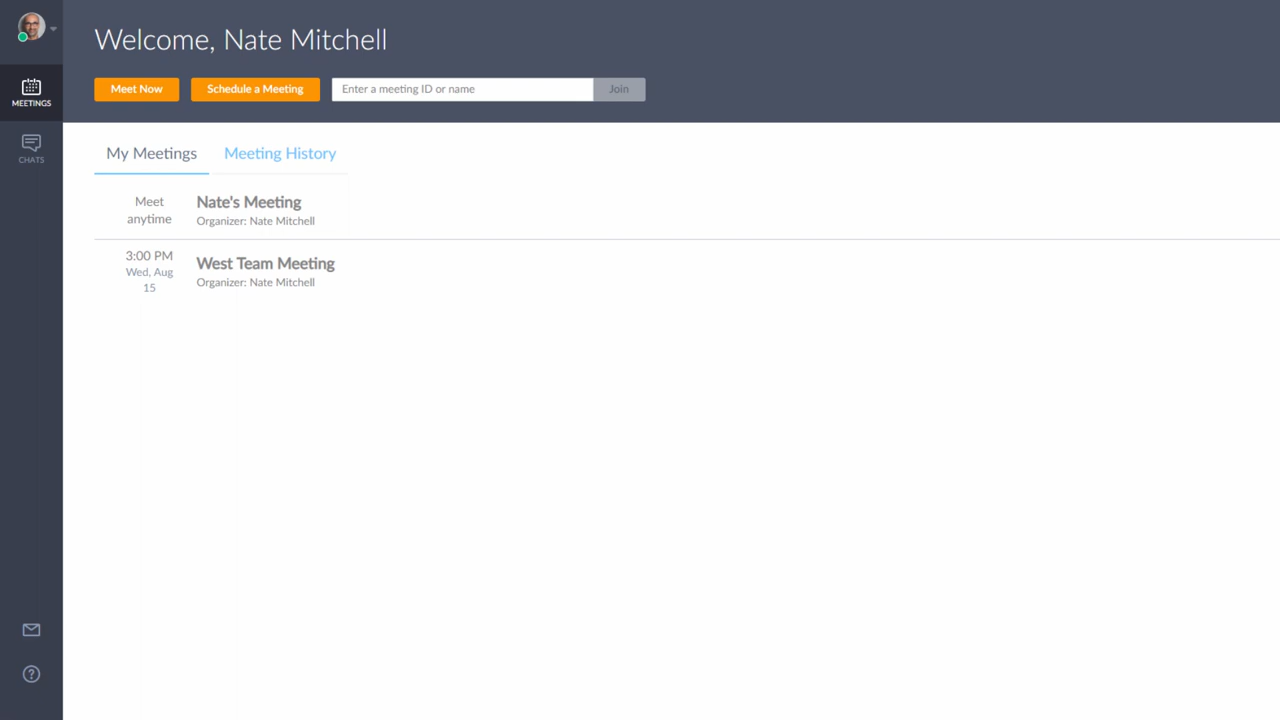 Welcome, Nate Mitchell
Meet Now
Schedule a Meeting
Enter a meeting ID or name
Join
MEETINGS
CHATS
My Meetings
Meeting History
Meet
anytime
Nate's Meeting
Organizer: Nate Mitchell
3:00 PM
Wed, Aug
15
West Team Meeting
Organizer: Nate Mitchell
?